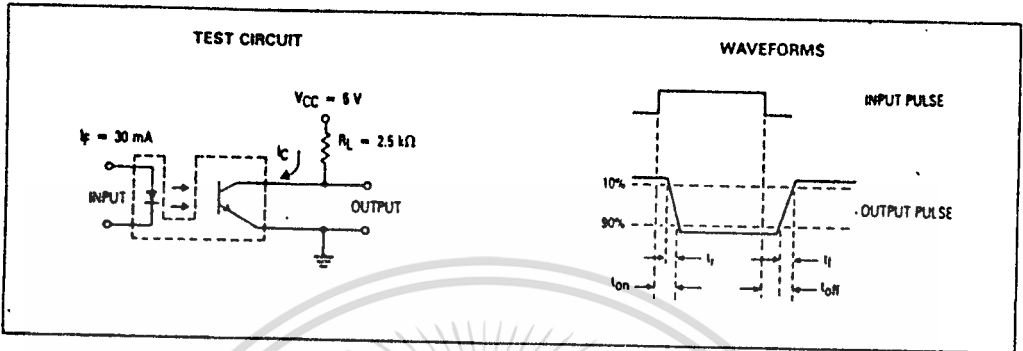 TEST CIRCUIT
WAVEFORMS
VCC = 5 V
INPUT PULSE
IF = 30 mA
IC
RL = 2.5 kΩ
10%
INPUT
OUTPUT
OUTPUT PULSE
90%
tr
tf
ton
toff